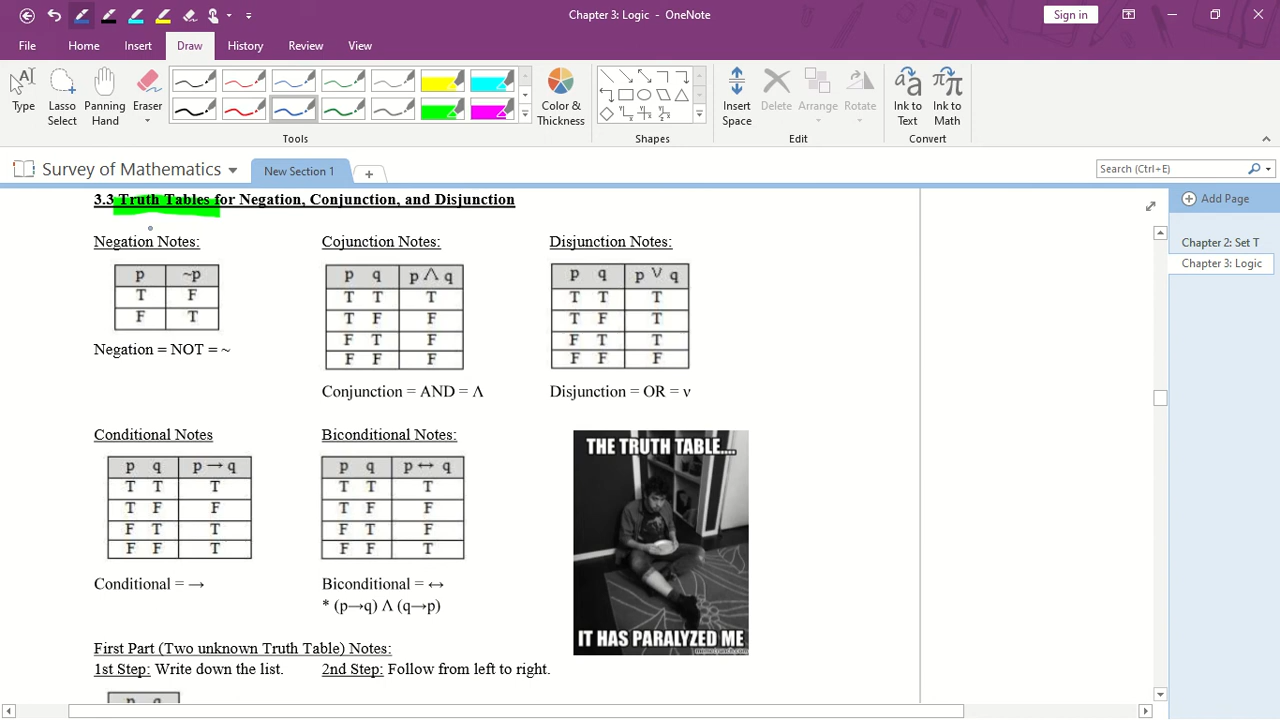 Chapter 3: Logic - OneNote
Sign in
File Home Insert Draw History Review View
Type
Lasso Select
Panning Hand
Eraser
Color & Thickness
Insert Space
Delete
Arrange
Rotate
Ink to Text
Ink to Math
Tools
Shapes
Edit
Convert
Survey of Mathematics
New Section 1
Search (Ctrl+E)
Add Page
Chapter 2: Set T
Chapter 3: Logic
3.3 Truth Tables for Negation, Conjunction, and Disjunction
Negation Notes:
p ~p
T F
F T
Negation = NOT = ~
Cojunction Notes:
p q p Λ q
T T T
T F F
F T F
F F F
Conjunction = AND = Λ
Disjunction Notes:
p q p V q
T T T
T F T
F T T
F F F
Disjunction = OR = ν
Conditional Notes
p q p → q
T T T
T F F
F T T
F F T
Conditional = →
Biconditional Notes:
p q p ↔ q
T T T
T F F
F T F
F F T
Biconditional = ↔
* (p→q) Λ (q→p)
THE TRUTH TABLE....
IT HAS PARALYZED ME
First Part (Two unknown Truth Table) Notes:
1st Step: Write down the list.
2nd Step: Follow from left to right.
p q